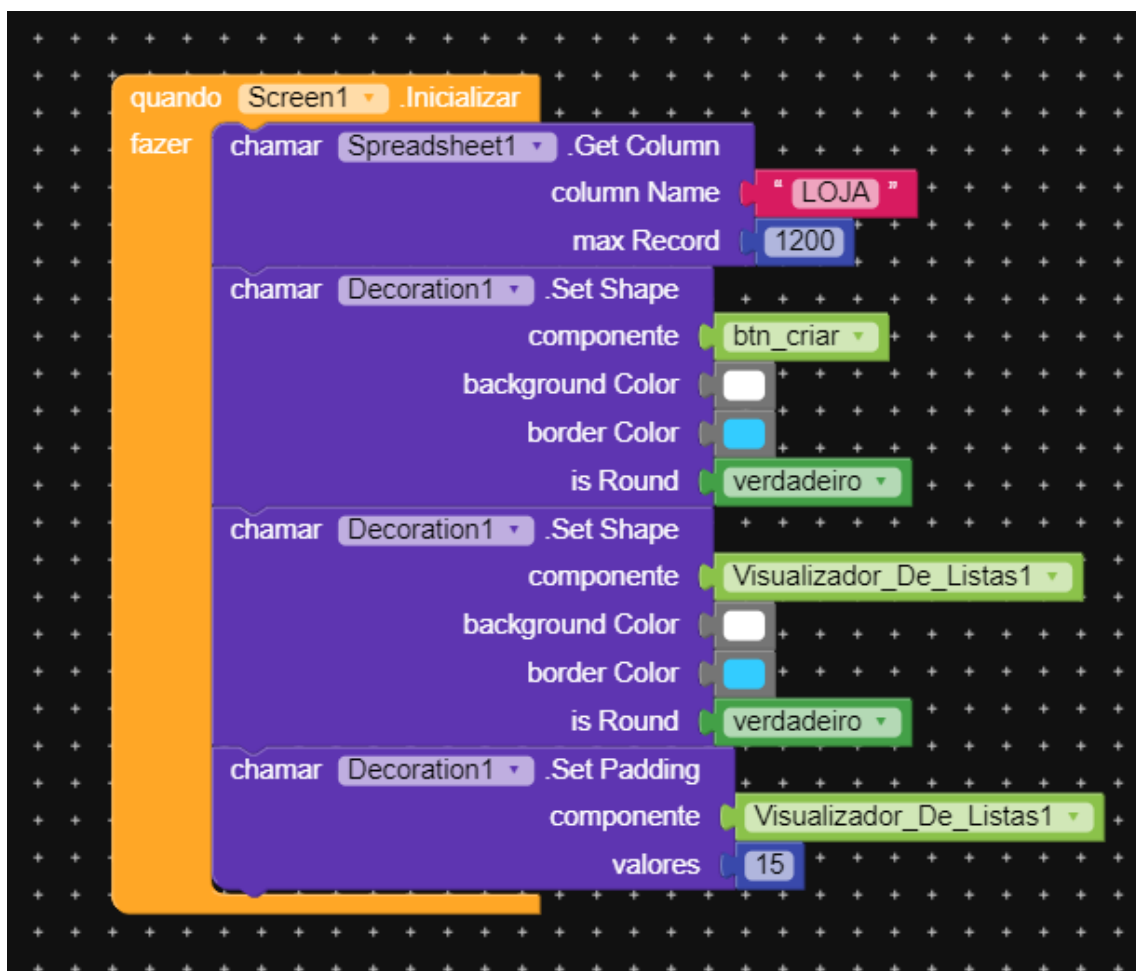 quando Screen1 .Inicializar
fazer chamar Spreadsheet1 .Get Column
column Name " LOJA "
max Record 1200
chamar Decoration1 .Set Shape
componente btn_criar
background Color
border Color
is Round verdadeiro
chamar Decoration1 .Set Shape
componente Visualizador_De_Listas1
background Color
border Color
is Round verdadeiro
chamar Decoration1 .Set Padding
componente Visualizador_De_Listas1
valores 15